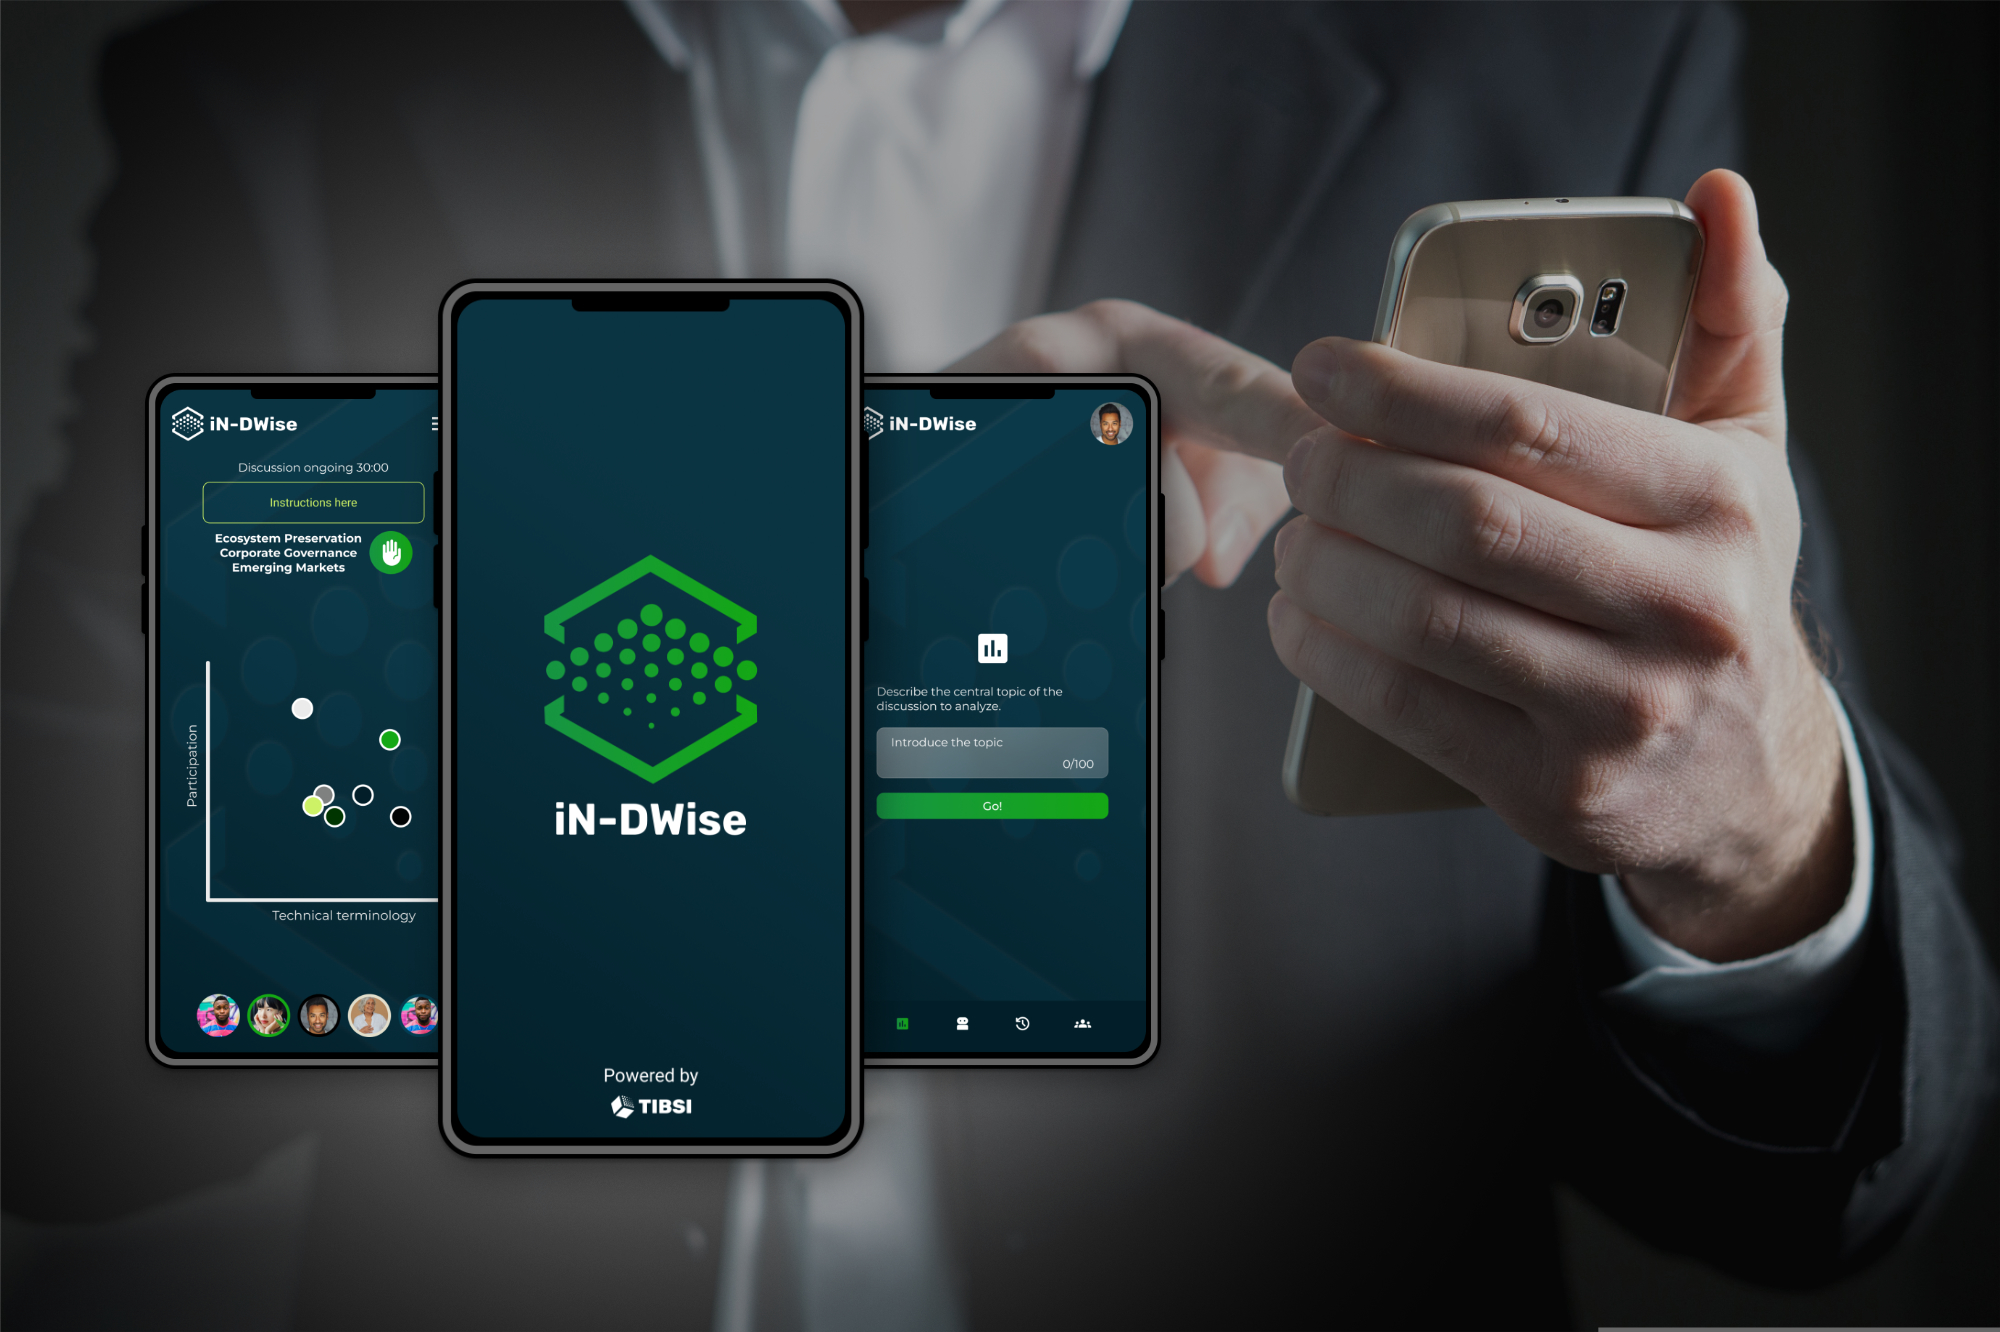 iN-DWise
Discussion ongoing 30:00
Instructions here
Ecosystem Preservation
Corporate Governance
Emerging Markets
Participation
Technical terminology
iN-DWise
Powered by
TIBSI
iN-DWise
Describe the central topic of the
discussion to analyze.
Introduce the topic
0/100
Go!